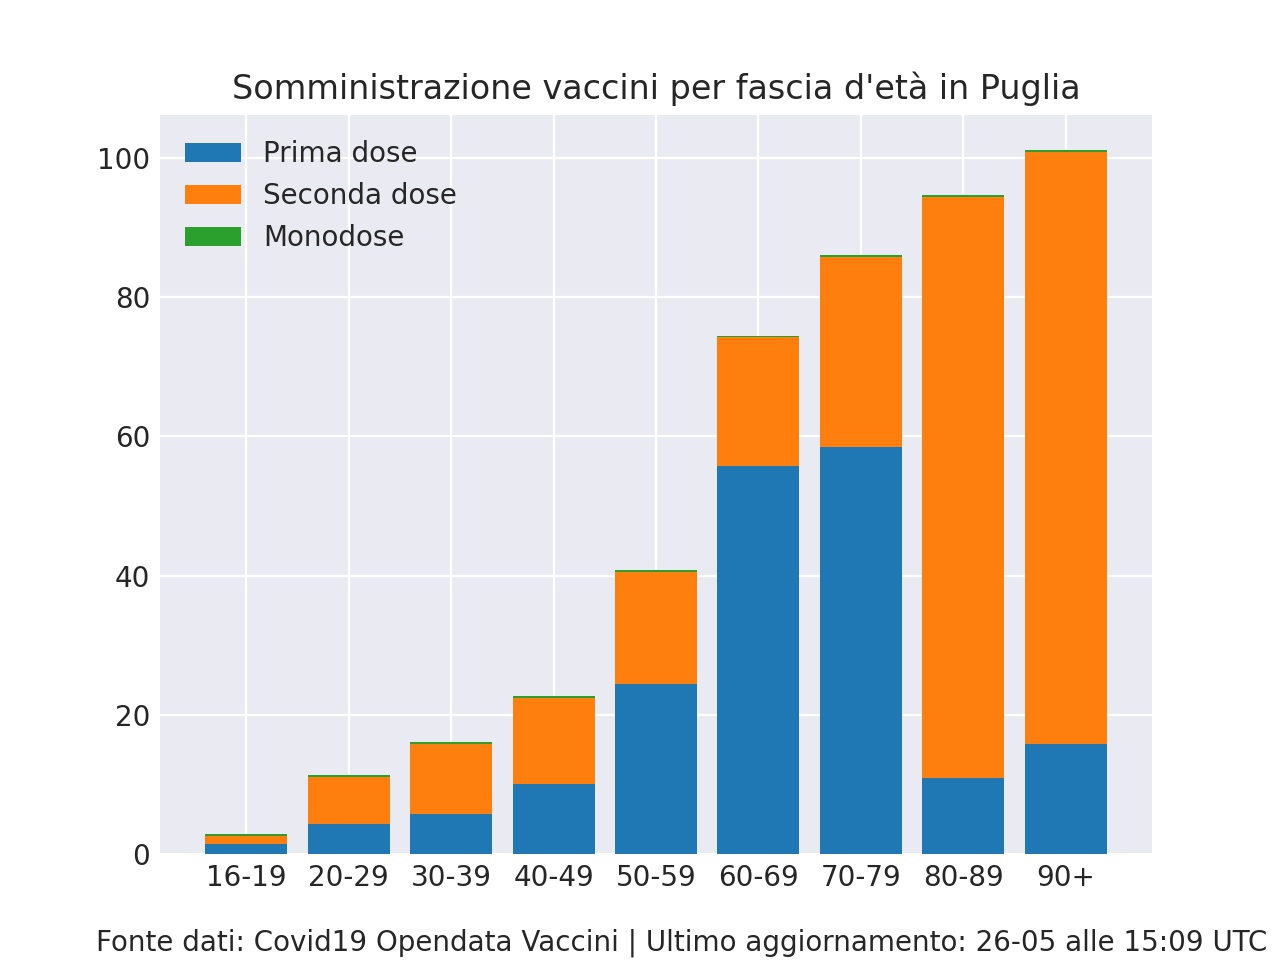 Somministrazione vaccini per fascia d'età in Puglia
Prima dose
Seconda dose
Monodose
100
80
60
40
20
0
16-19 20-29 30-39 40-49 50-59 60-69 70-79 80-89 90+
Fonte dati: Covid19 Opendata Vaccini | Ultimo aggiornamento: 26-05 alle 15:09 UTC